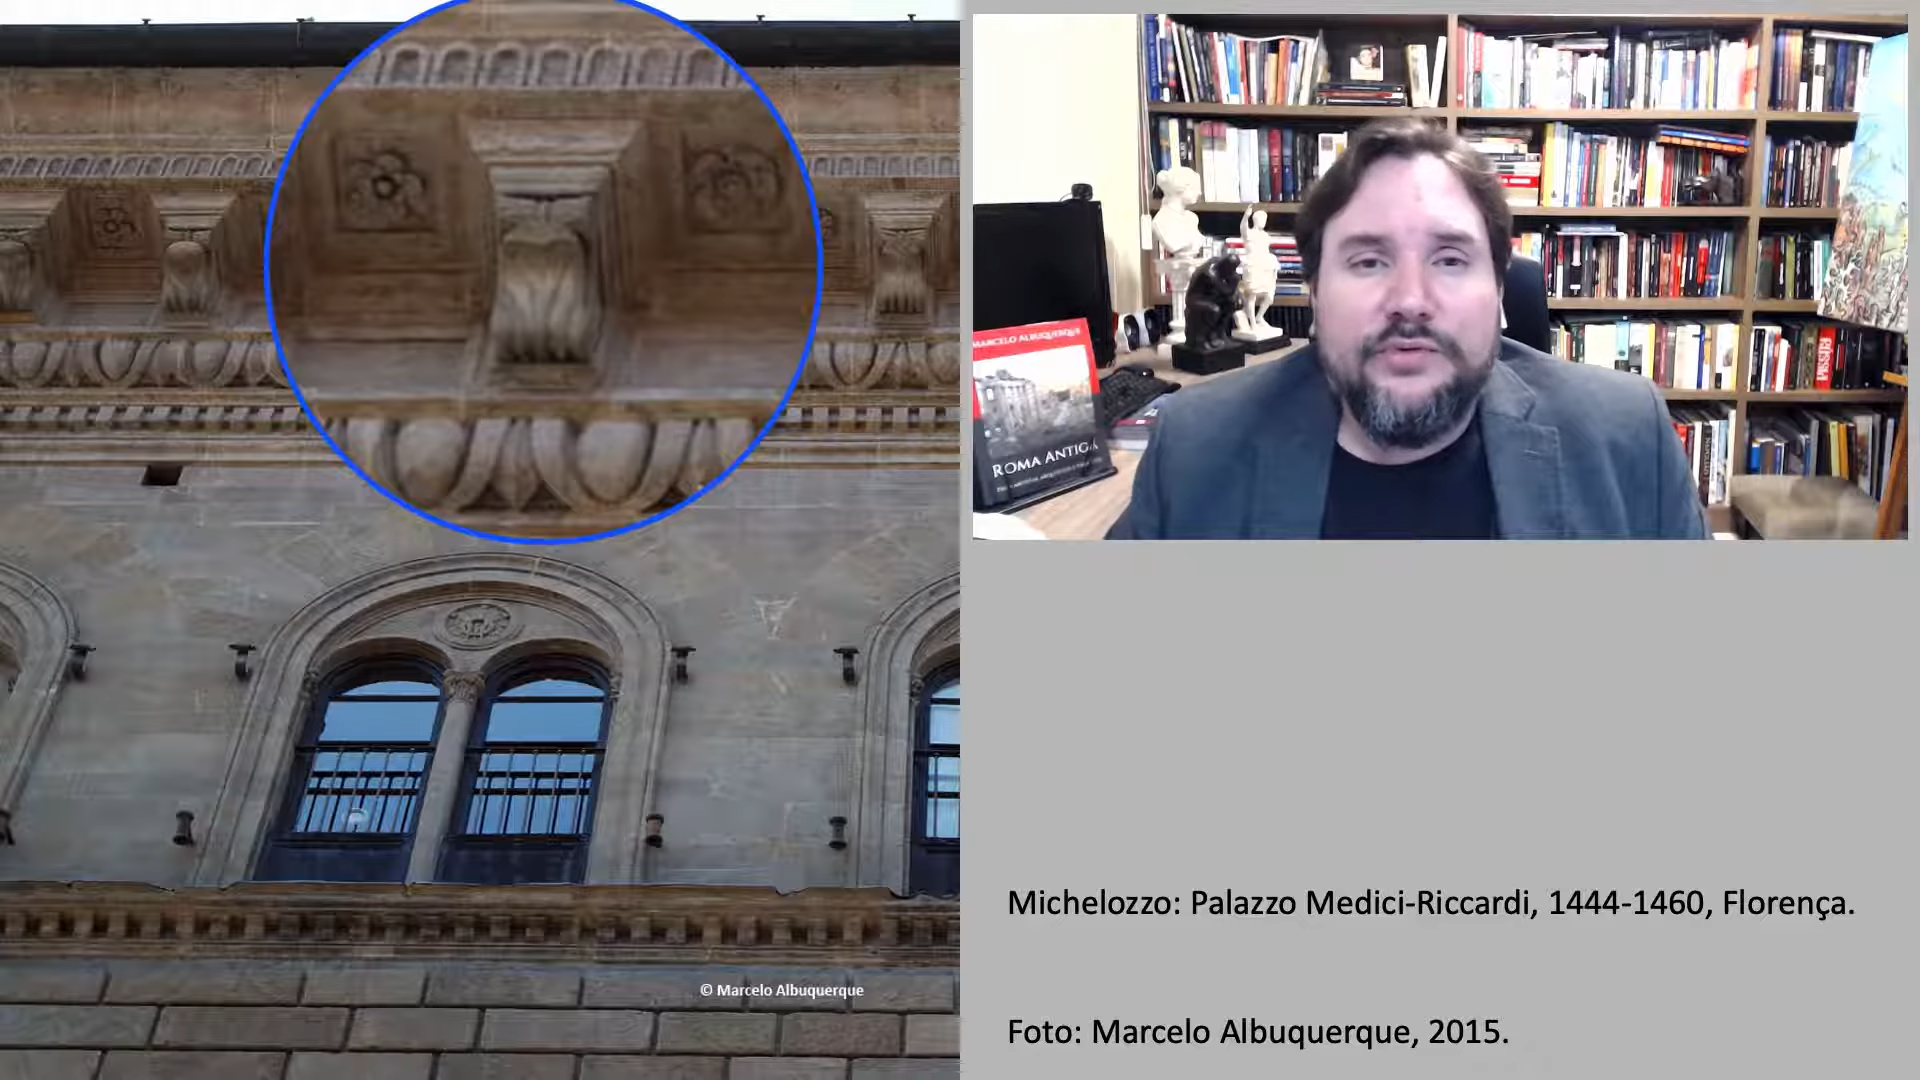 MARCELO ALBUQUERQUE
ROMA ANTIGA
© Marcelo Albuquerque
Michelozzo: Palazzo Medici-Riccardi, 1444-1460, Florença.
Foto: Marcelo Albuquerque, 2015.